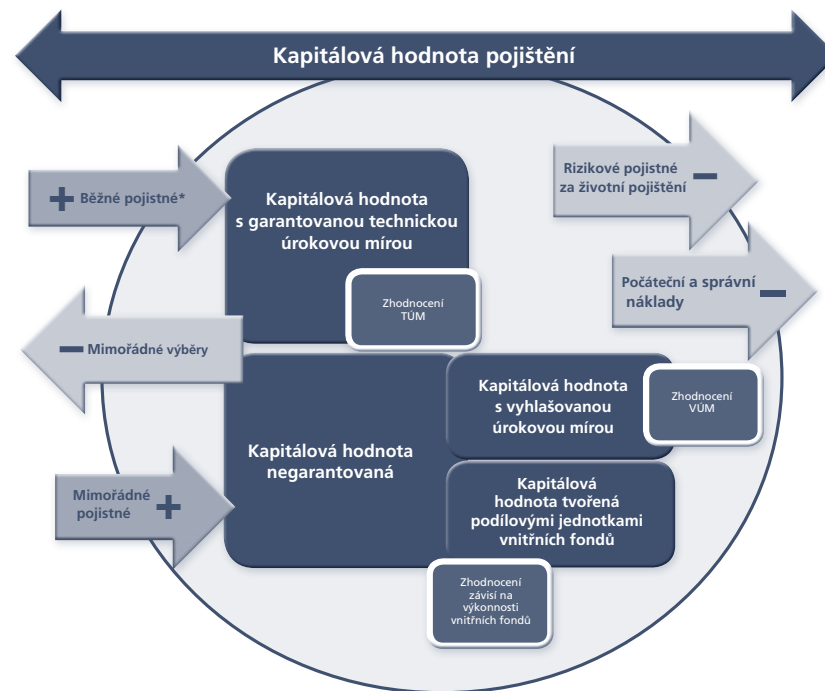 Kapitálová hodnota pojištění
+ Běžné pojistné*
Kapitálová hodnota
s garantovanou technickou
úrokovou mírou
Rizikové pojistné
za životní pojištění –
Zhodnocení
TÚM
Počáteční a správní
náklady –
– Mimořádné výběry
Kapitálová hodnota
negarantovaná
Kapitálová hodnota
s vyhlašovanou
úrokovou mírou
Zhodnocení
VÚM
Mimořádné
pojistné +
Kapitálová
hodnota tvořená
podílovými jednotkami
vnitřních fondů
Zhodnocení
závisí na
výkonnosti
vnitřních fondů